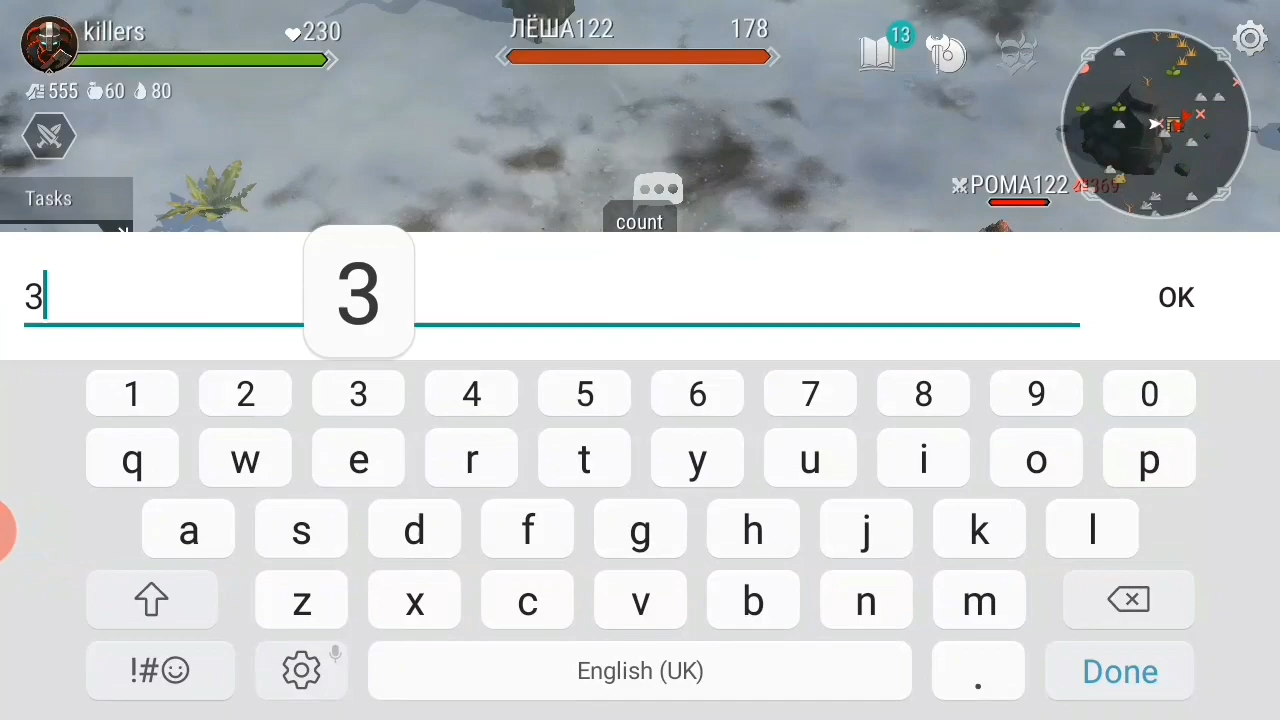 killers 230
ЛЁША122 178
13
555 60 80
РОМА122 369
Tasks
count
3
3
OK
1 2 3 4 5 6 7 8 9 0
q w e r t y u i o p
a s d f g h j k l
z x c v b n m
!#☺ English (UK) . Done